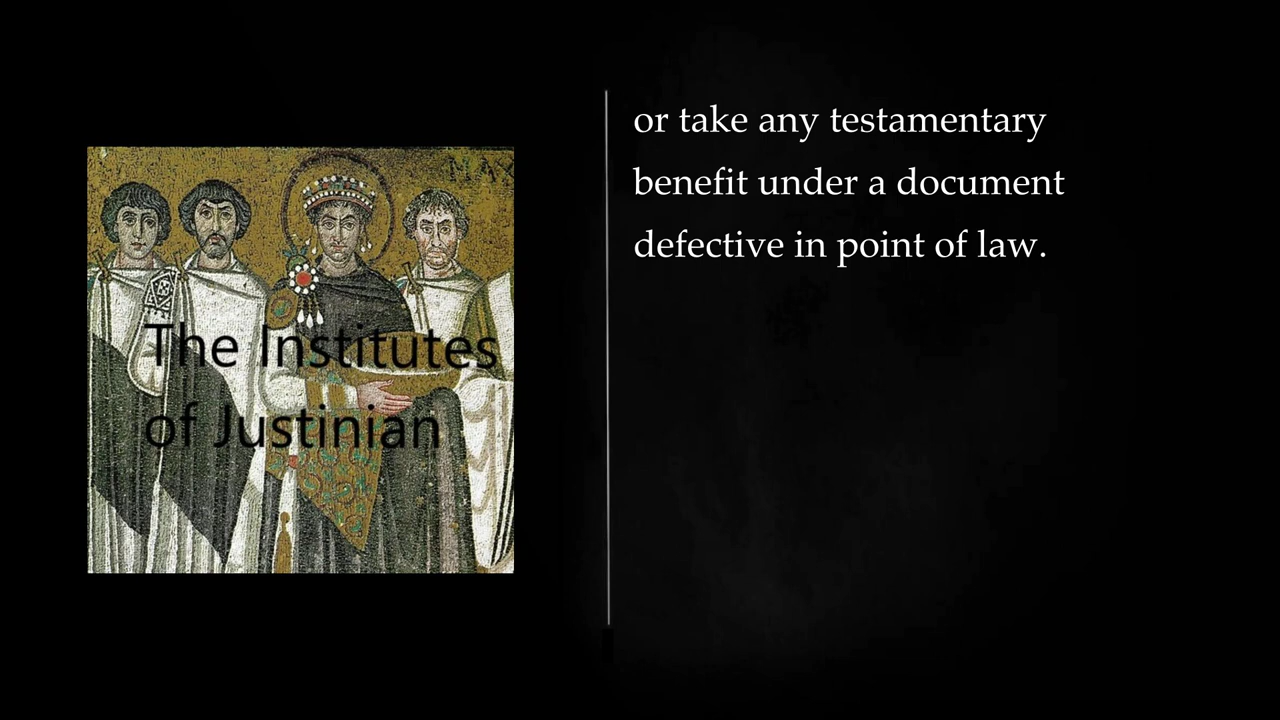 The Institutes
of Justinian
or take any testamentary
benefit under a document
defective in point of law.